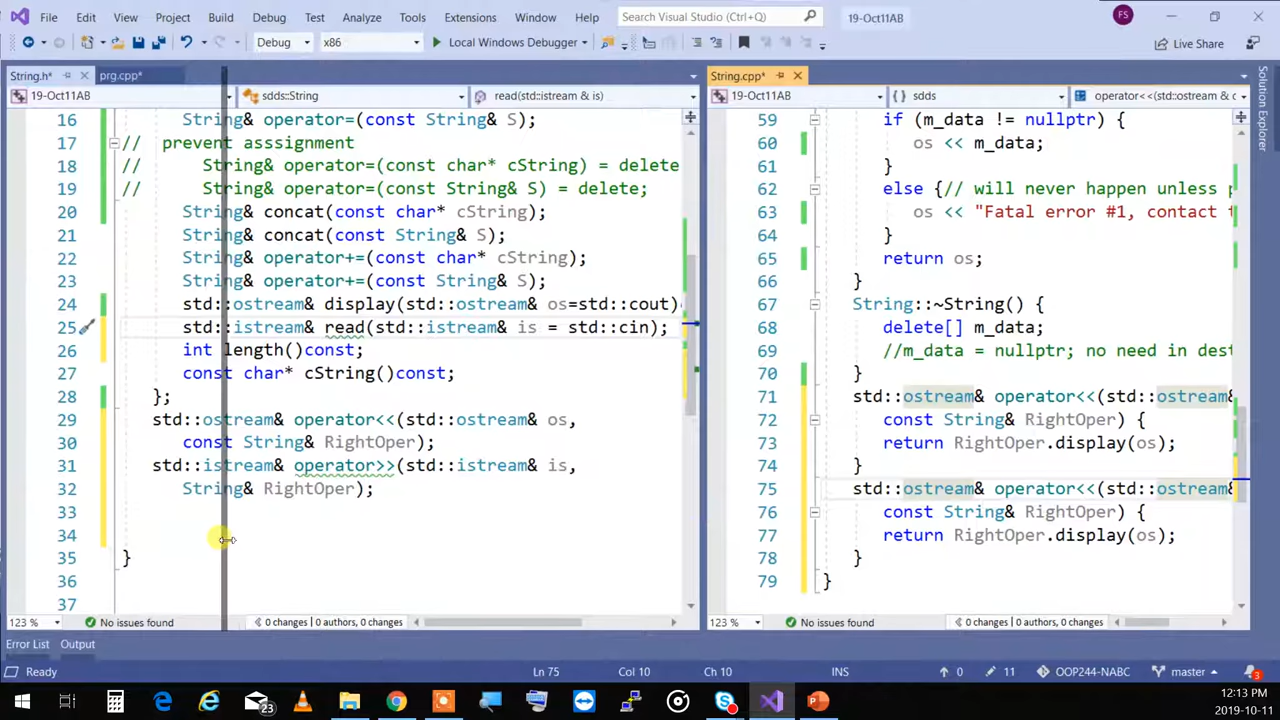 File Edit View Project Build Debug Test Analyze Tools Extensions Window Help Search Visual Studio (Ctrl+Q) 19-Oct11AB FS
Debug x86 Local Windows Debugger Live Share
String.h* prg.cpp* String.cpp*
19-Oct11AB sdds::String read(std::istream & is) 19-Oct11AB sdds operator<<(std::ostream & c
16 String& operator=(const String& S);
17 // prevent asssignment
18 // String& operator=(const char* cString) = delete
19 // String& operator=(const String& S) = delete;
20 String& concat(const char* cString);
21 String& concat(const String& S);
22 String& operator+=(const char* cString);
23 String& operator+=(const String& S);
24 std::ostream& display(std::ostream& os=std::cout)
25 std::istream& read(std::istream& is = std::cin);
26 int length()const;
27 const char* cString()const;
28 };
29 std::ostream& operator<<(std::ostream& os,
30 const String& RightOper);
31 std::istream& operator>>(std::istream& is,
32 String& RightOper);
33
34
35 }
36
37
59 if (m_data != nullptr) {
60 os << m_data;
61 }
62 else {// will never happen unless p
63 os << "Fatal error #1, contact t
64 }
65 return os;
66 }
67 String::~String() {
68 delete[] m_data;
69 //m_data = nullptr; no need in dest
70 }
71 std::ostream& operator<<(std::ostream&
72 const String& RightOper) {
73 return RightOper.display(os);
74 }
75 std::ostream& operator<<(std::ostream&
76 const String& RightOper) {
77 return RightOper.display(os);
78 }
79 }
Solution Explorer
123 % No issues found 0 changes | 0 authors, 0 changes 123 % No issues found 0 changes | 0 authors, 0 changes
Error List Output
Ready Ln 75 Col 10 Ch 10 INS 0 11 OOP244-NABC master 3
23
12:13 PM
2019-10-11